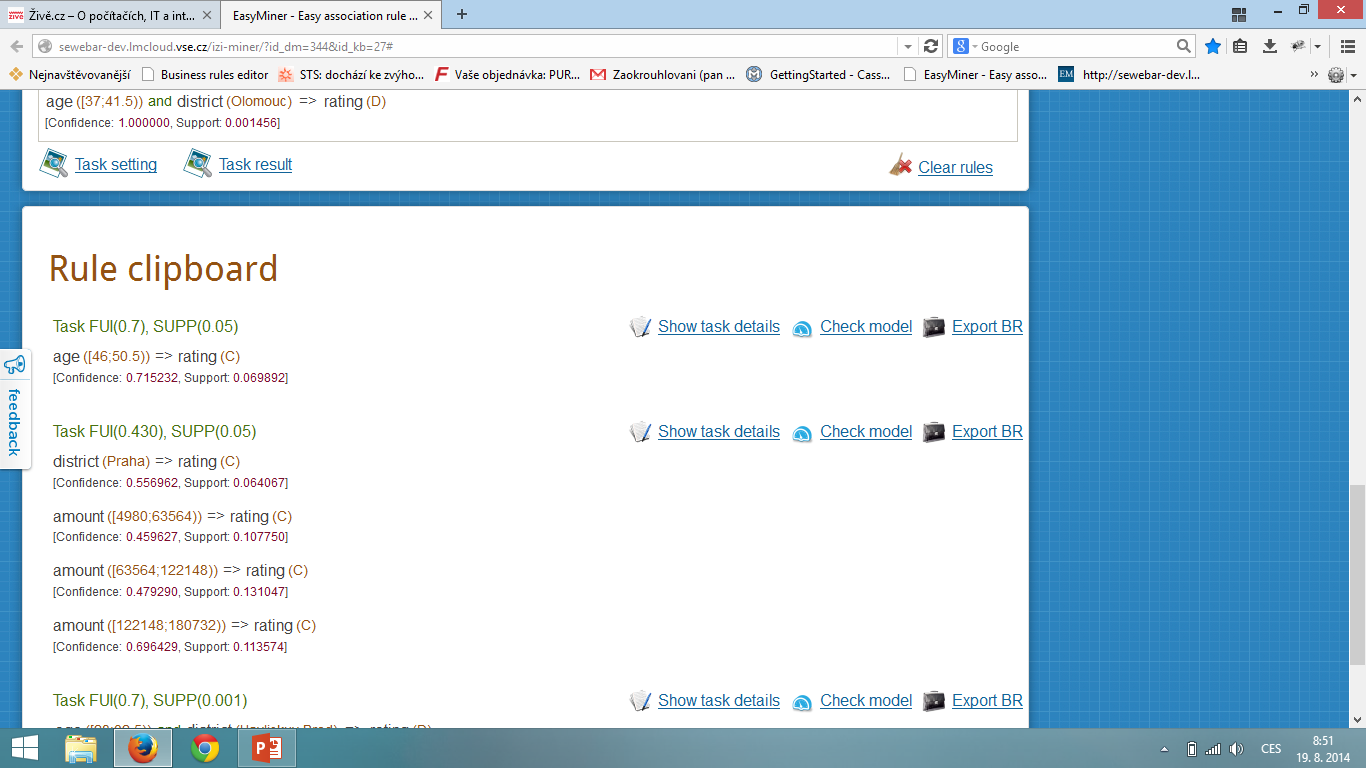 Živě.cz – O počítačích, IT a int...
EasyMiner - Easy association rule ...
sewebar-dev.lmcloud.vse.cz/izi-miner/?id_dm=344&id_kb=27#
Google
Nejnavštěvovanější
Business rules editor
STS: dochází ke zvýho...
Vaše objednávka: PUR...
Zaokrouhlovani (pan ...
GettingStarted - Cass...
EasyMiner - Easy asso...
EM http://sewebar-dev.l...
age ([37;41.5)) and district (Olomouc) => rating (D)
[Confidence: 1.000000, Support: 0.001456]
Task setting
Task result
Clear rules
Rule clipboard
Task FUI(0.7), SUPP(0.05)
Show task details
Check model
Export BR
age ([46;50.5)) => rating (C)
[Confidence: 0.715232, Support: 0.069892]
feedback
Task FUI(0.430), SUPP(0.05)
Show task details
Check model
Export BR
district (Praha) => rating (C)
[Confidence: 0.556962, Support: 0.064067]
amount ([4980;63564)) => rating (C)
[Confidence: 0.459627, Support: 0.107750]
amount ([63564;122148)) => rating (C)
[Confidence: 0.479290, Support: 0.131047]
amount ([122148;180732)) => rating (C)
[Confidence: 0.696429, Support: 0.113574]
Task FUI(0.7), SUPP(0.001)
Show task details
Check model
Export BR
CES
8:51
19. 8. 2014